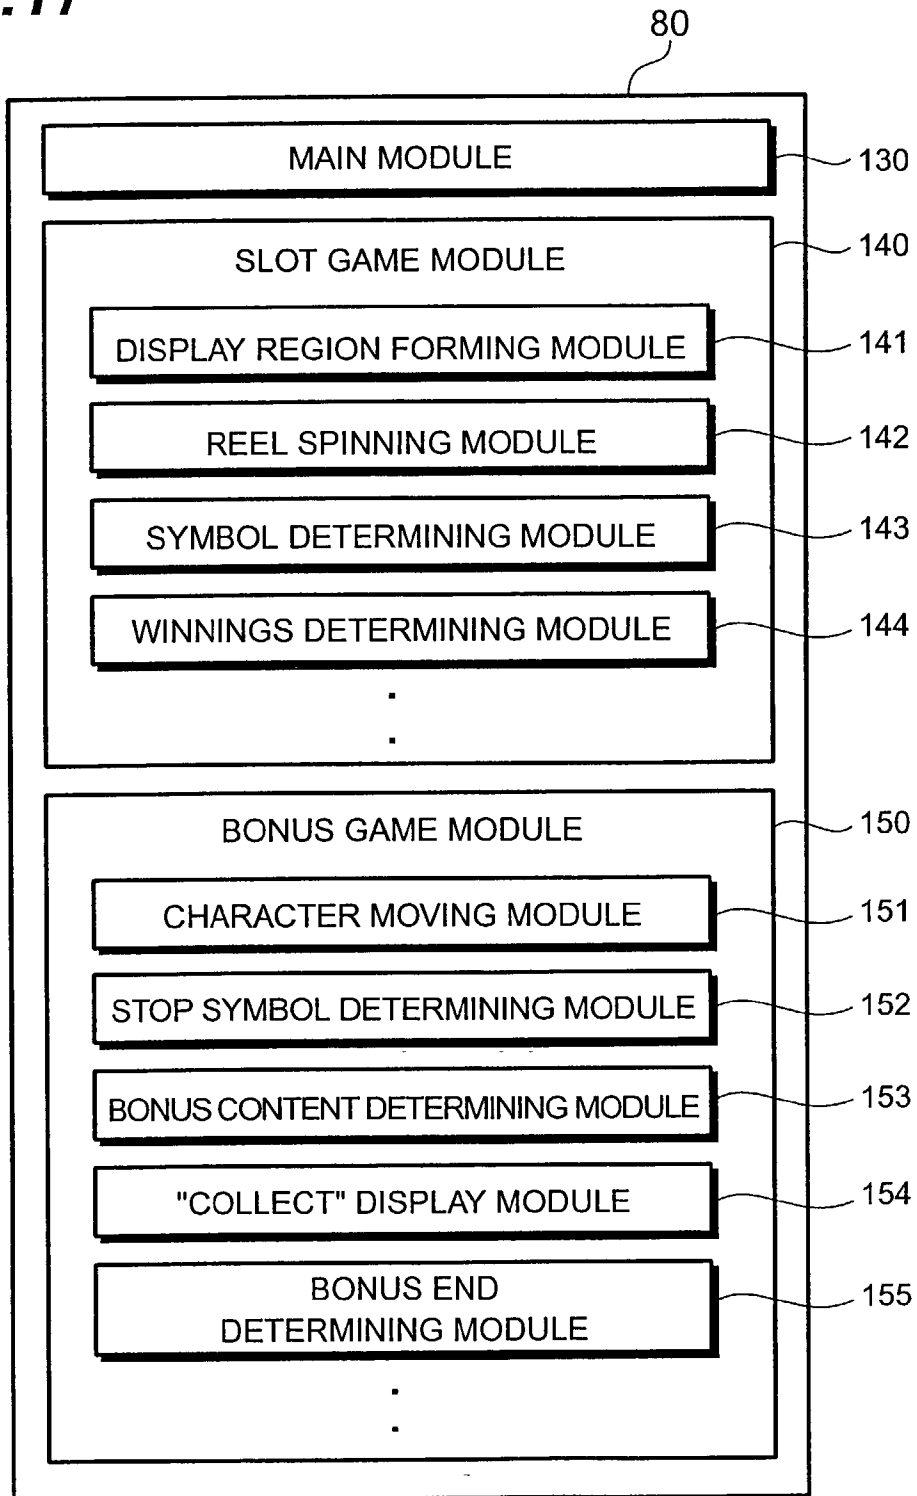 80
MAIN MODULE 130
SLOT GAME MODULE 140
DISPLAY REGION FORMING MODULE 141
REEL SPINNING MODULE 142
SYMBOL DETERMINING MODULE 143
WINNINGS DETERMINING MODULE 144
BONUS GAME MODULE 150
CHARACTER MOVING MODULE 151
STOP SYMBOL DETERMINING MODULE 152
BONUS CONTENT DETERMINING MODULE 153
"COLLECT" DISPLAY MODULE 154
BONUS END
DETERMINING MODULE 155